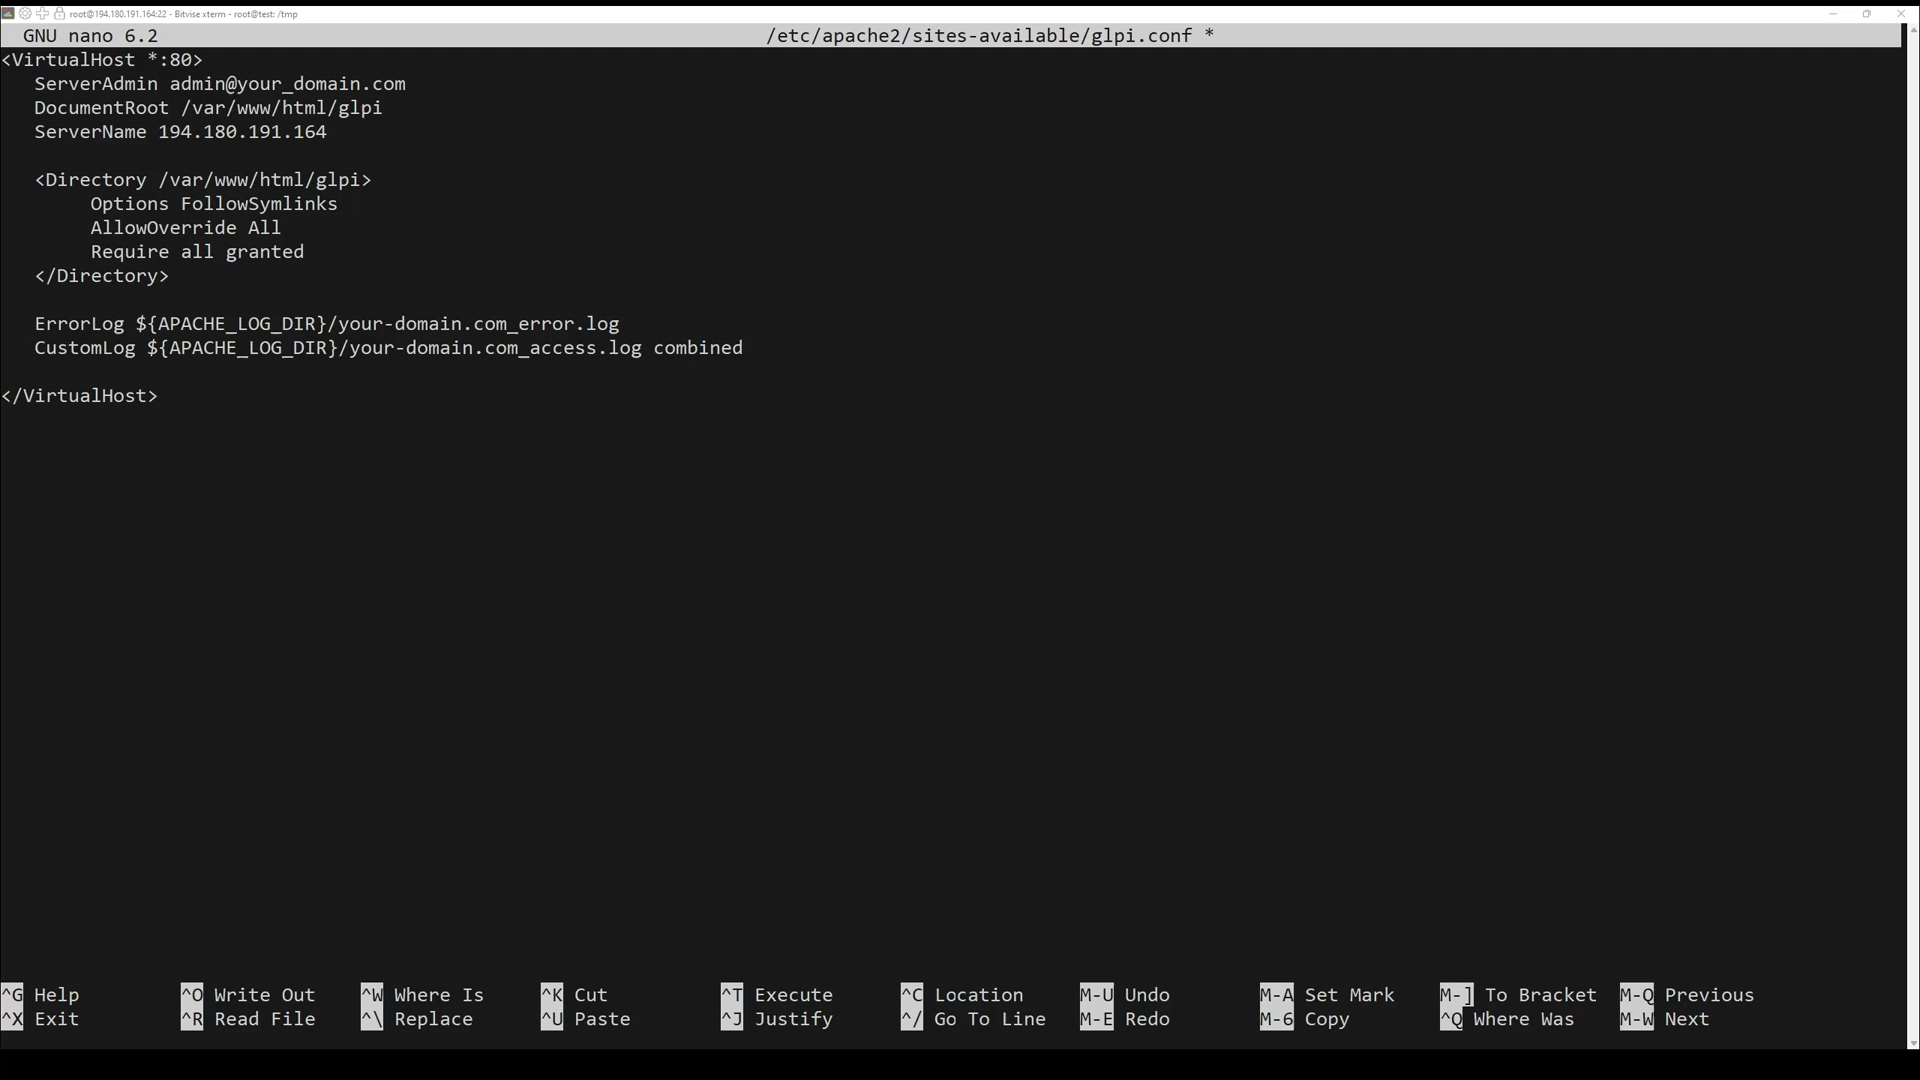 root@194.180.191.164:22 - Bitvise xterm - root@test: /tmp
GNU nano 6.2 /etc/apache2/sites-available/glpi.conf *
<VirtualHost *:80>
ServerAdmin admin@your_domain.com
DocumentRoot /var/www/html/glpi
ServerName 194.180.191.164
<Directory /var/www/html/glpi>
Options FollowSymlinks
AllowOverride All
Require all granted
</Directory>
ErrorLog ${APACHE_LOG_DIR}/your-domain.com_error.log
CustomLog ${APACHE_LOG_DIR}/your-domain.com_access.log combined
</VirtualHost>
^G Help ^O Write Out ^W Where Is ^K Cut ^T Execute ^C Location M-U Undo M-A Set Mark M-] To Bracket M-Q Previous
^X Exit ^R Read File ^\ Replace ^U Paste ^J Justify ^/ Go To Line M-E Redo M-6 Copy ^Q Where Was M-W Next